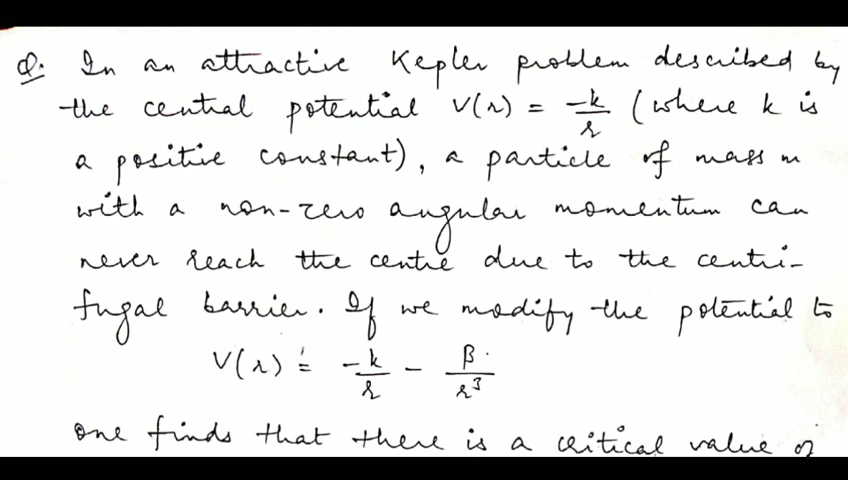 Q. In an attractive Kepler problem described by
the central potential V(r) = -k/r (where k is
a positive constant), a particle of mass m
with a non-zero angular momentum can
never reach the centre due to the centri-
fugal barrier. If we modify the potential to
V(r) = -k/r - β/r³
one finds that there is a critical value of